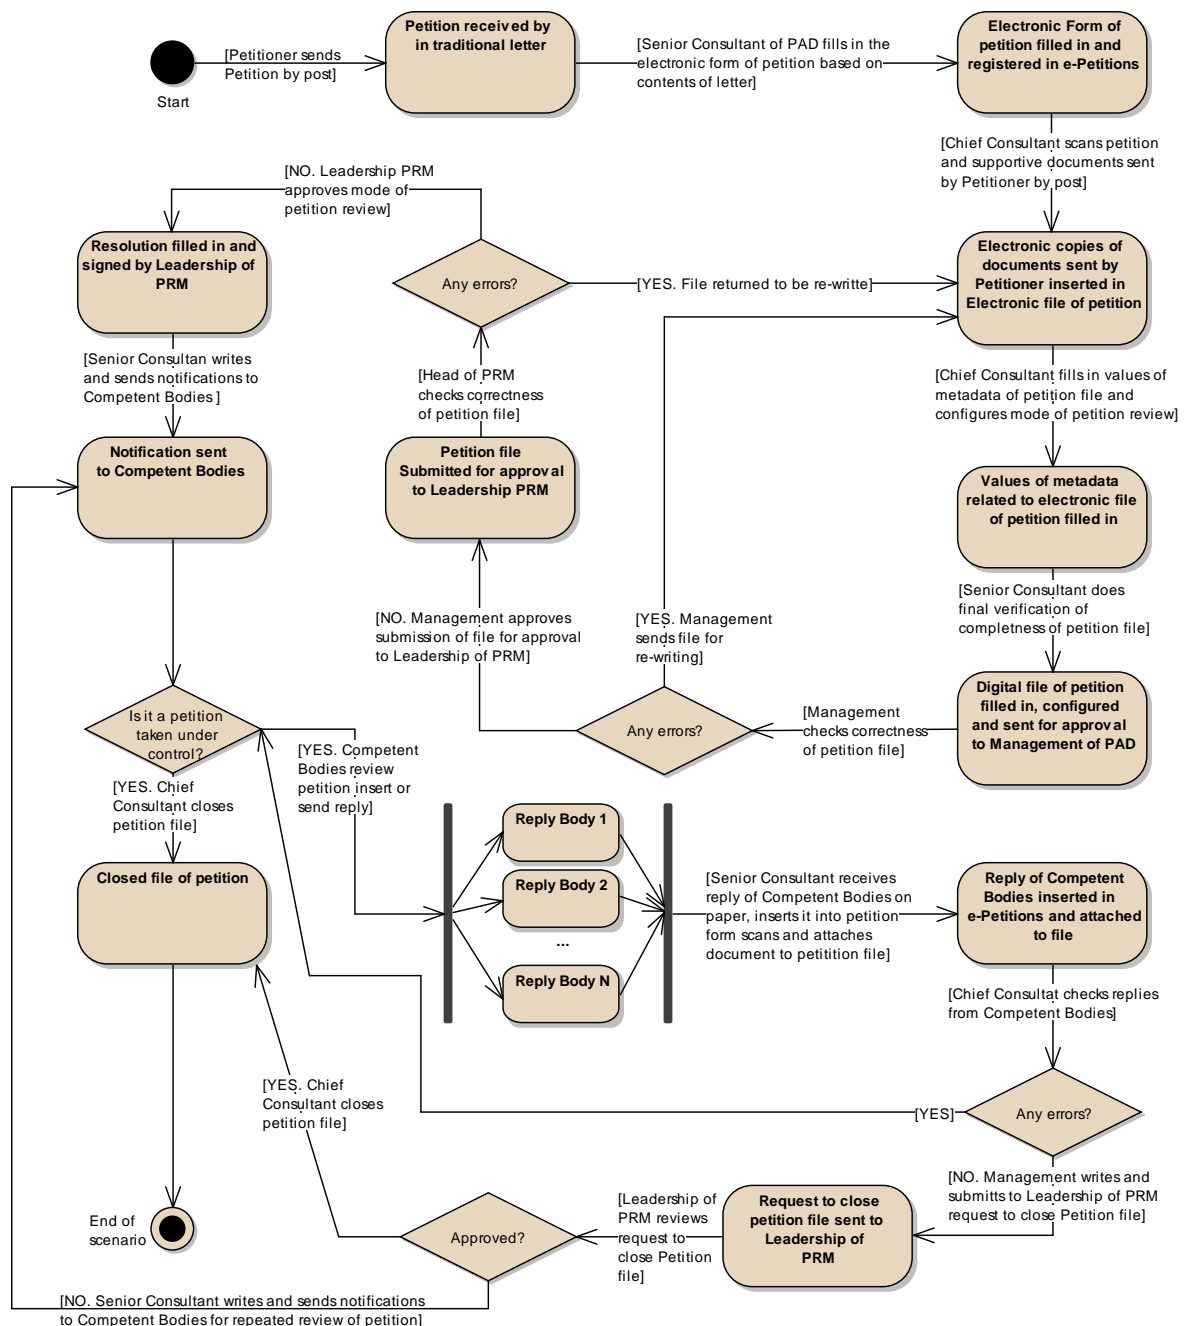 [Petitioner sends
Petition by post]
Start
Petition received by
in traditional letter
[Senior Consultant of PAD fills in the
electronic form of petition based on
contents of letter]
Electronic Form of
petition filled in and
registered in e-Petitions
[Chief Consultant scans petition
and supportive documents sent
by Petitioner by post]
Electronic copies of
documents sent by
Petitioner inserted in
Electronic file of petition
[Chief Consultant fills in values of
metadata of petition file and
configures mode of petition review]
Values of metadata
related to electronic file
of petition filled in
[Senior Consultant does
final verification of
completness of petition file]
Digital file of petition
filled in, configured
and sent for approval
to Management of PAD
[Management
checks correctness
of petition file]
Any errors?
[YES. Management
sends file for
re-writing]
[NO. Management approves
submission of file for approval
to Leadership of PRM]
Petition file
Submitted for approval
to Leadership PRM
[Head of PRM
checks correctness
of petition file]
Any errors?
[YES. File returned to be re-writte]
[NO. Leadership PRM
approves mode of
petition review]
Resolution filled in and
signed by Leadership of
PRM
[Senior Consultan writes
and sends notifications to
Competent Bodies ]
Notification sent
to Competent Bodies
Is it a petition
taken under
control?
[YES. Chief
Consultant closes
petition file]
[YES. Competent
Bodies review
petition insert or
send reply]
Closed file of petition
Reply Body 1
Reply Body 2
...
Reply Body N
[Senior Consultant receives
reply of Competent Bodies on
paper, inserts it into petition
form scans and attaches
document to petitition file]
Reply of Competent
Bodies inserted in
e-Petitions and attached
to file
[Chief Consultat checks replies
from Competent Bodies]
Any errors?
[YES]
[NO. Management writes and
submitts to Leadership of PRM
request to close Petition file]
Request to close
petition file sent to
Leadership of
PRM
[Leadership of
PRM reviews
request to
close Petition
file]
Approved?
[YES. Chief
Consultant closes
petition file]
End of
scenario
[NO. Senior Consultant writes and sends notifications
to Competent Bodies for repeated review of petition]